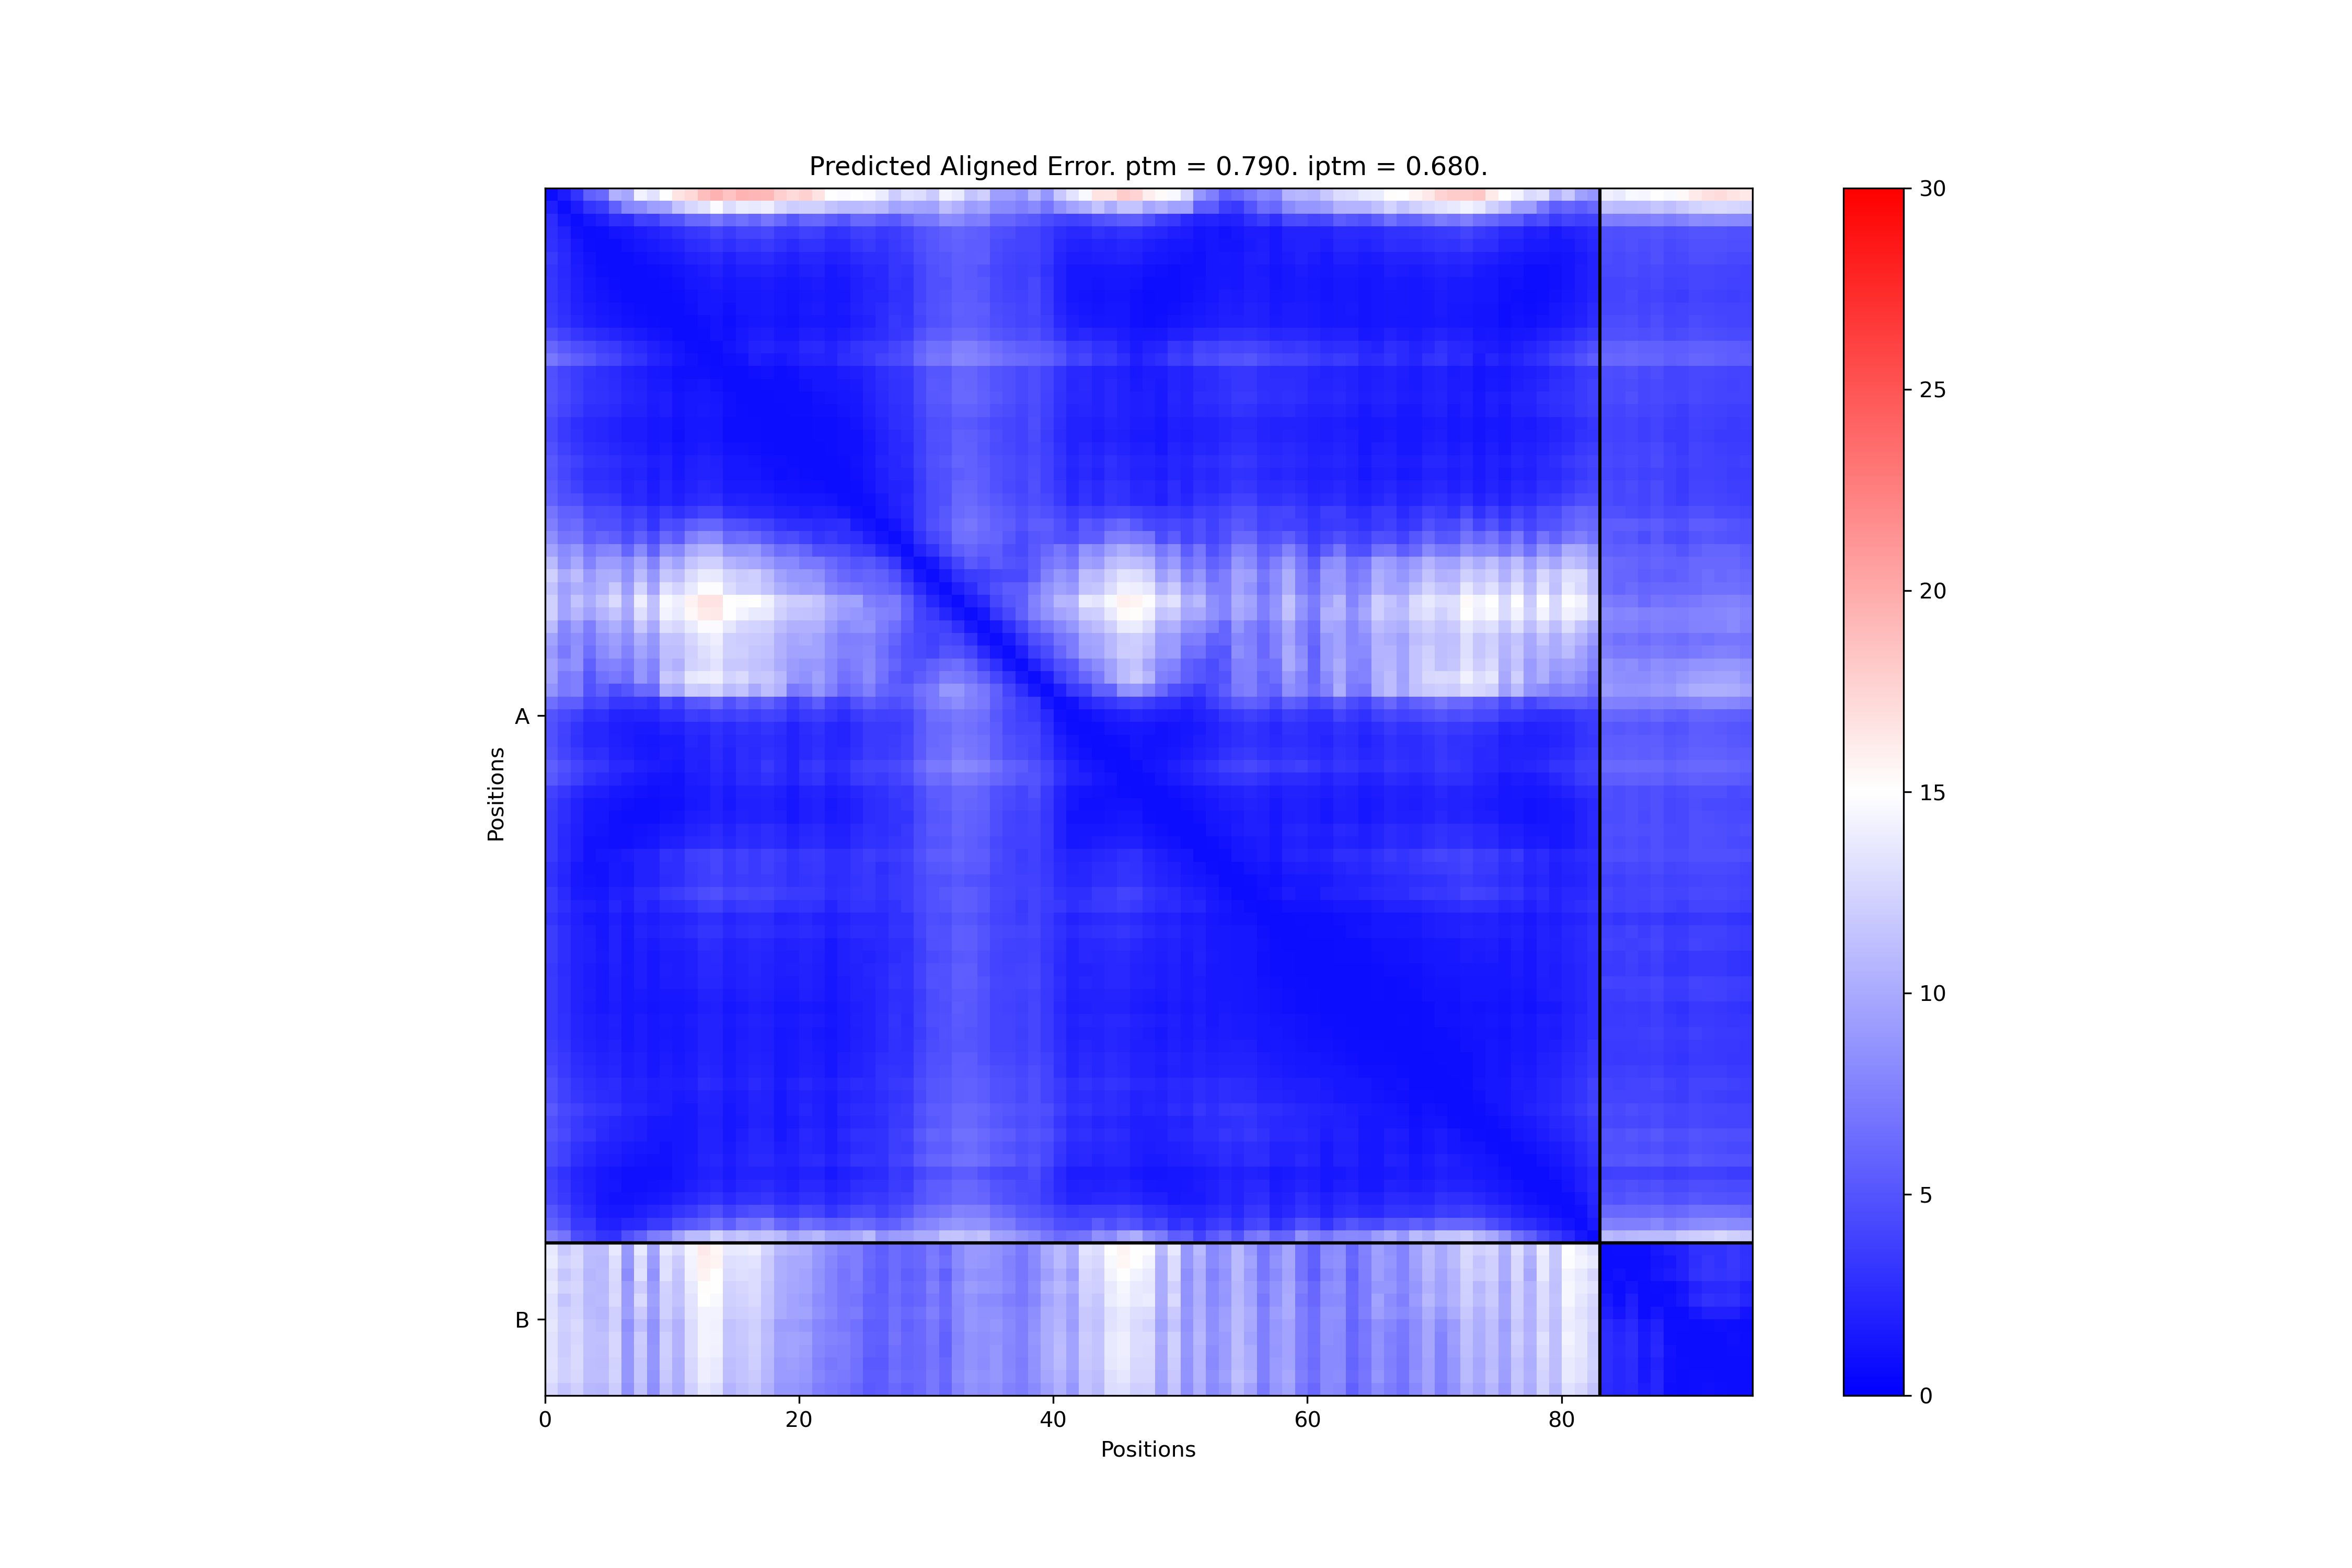 Predicted Aligned Error. ptm = 0.790. iptm = 0.680.
Positions
A
B
0 20 40 60 80
Positions
30
25
20
15
10
5
0